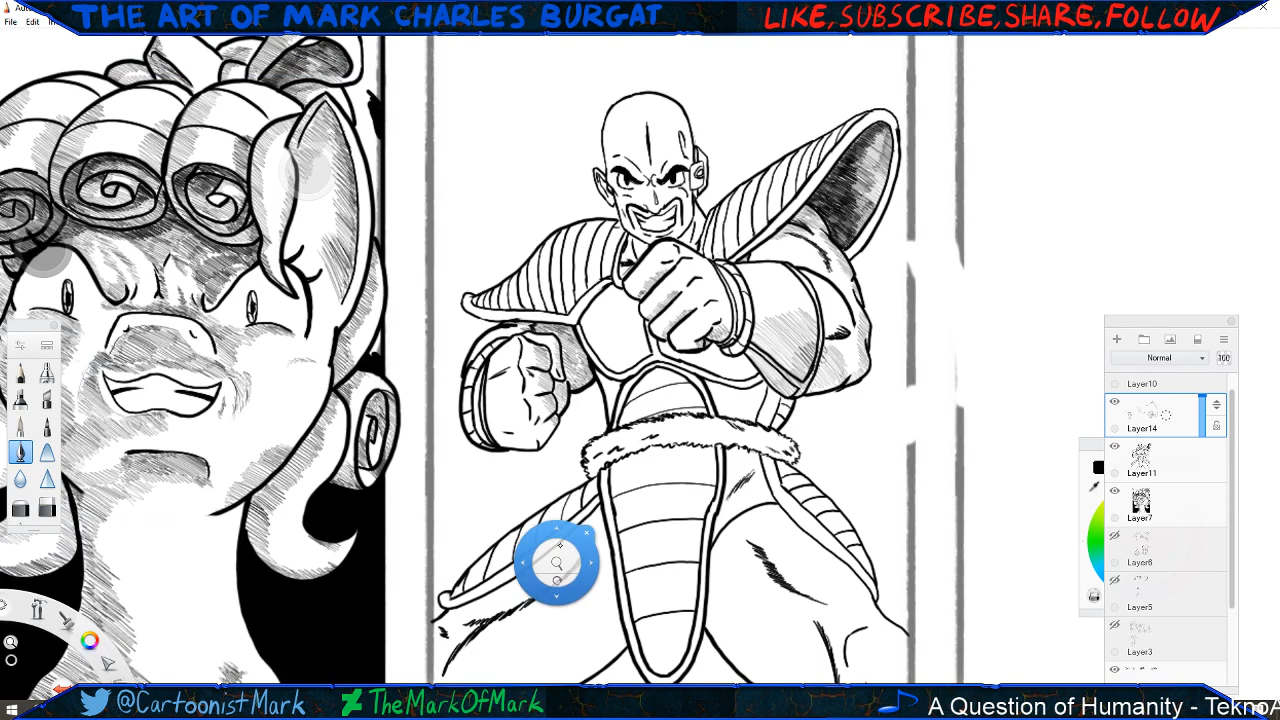 THE ART OF MARK CHARLES BURGAT
LIKE, SUBSCRIBE, SHARE, FOLLOW
File Edit
Normal
100
Layer10
Layer14
Layer11
Layer7
Layer6
Layer5
Layer3
@CartoonistMark
TheMarkOfMark
A Question of Humanity - Tekno